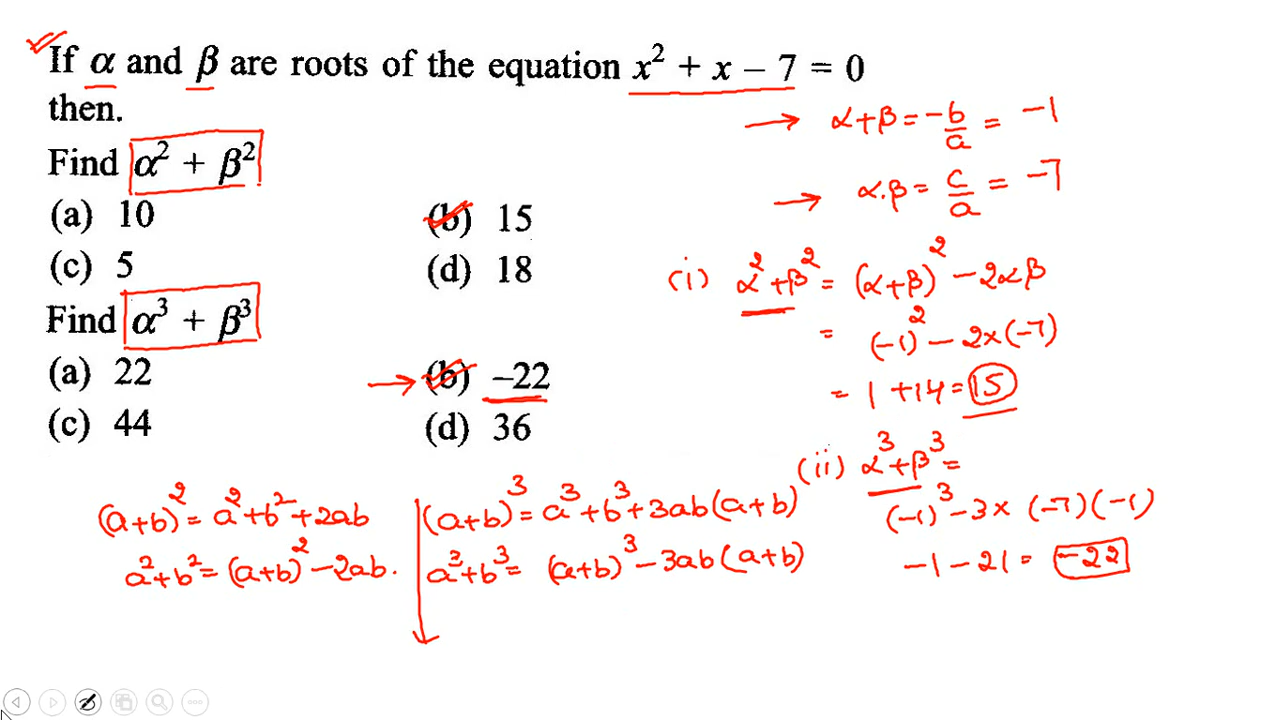 If α and β are roots of the equation x² + x – 7 = 0
then.
Find α² + β²
(a) 10 (b) 15
(c) 5 (d) 18
Find α³ + β³
(a) 22 (b) –22
(c) 44 (d) 36
→ α+β = -b/a = -1
→ α.β = c/a = -7
(i) α²+β² = (α+β)² - 2αβ
= (-1)² - 2×(-7)
= 1 + 14 = 15
(ii) α³+β³ =
(-1)³ - 3× (-7)(-1)
-1 - 21 = -22
(a+b)² = a²+b²+2ab
a²+b² = (a+b)² - 2ab.
(a+b)³ = a³+b³+3ab(a+b)
a³+b³ = (a+b)³ - 3ab(a+b)